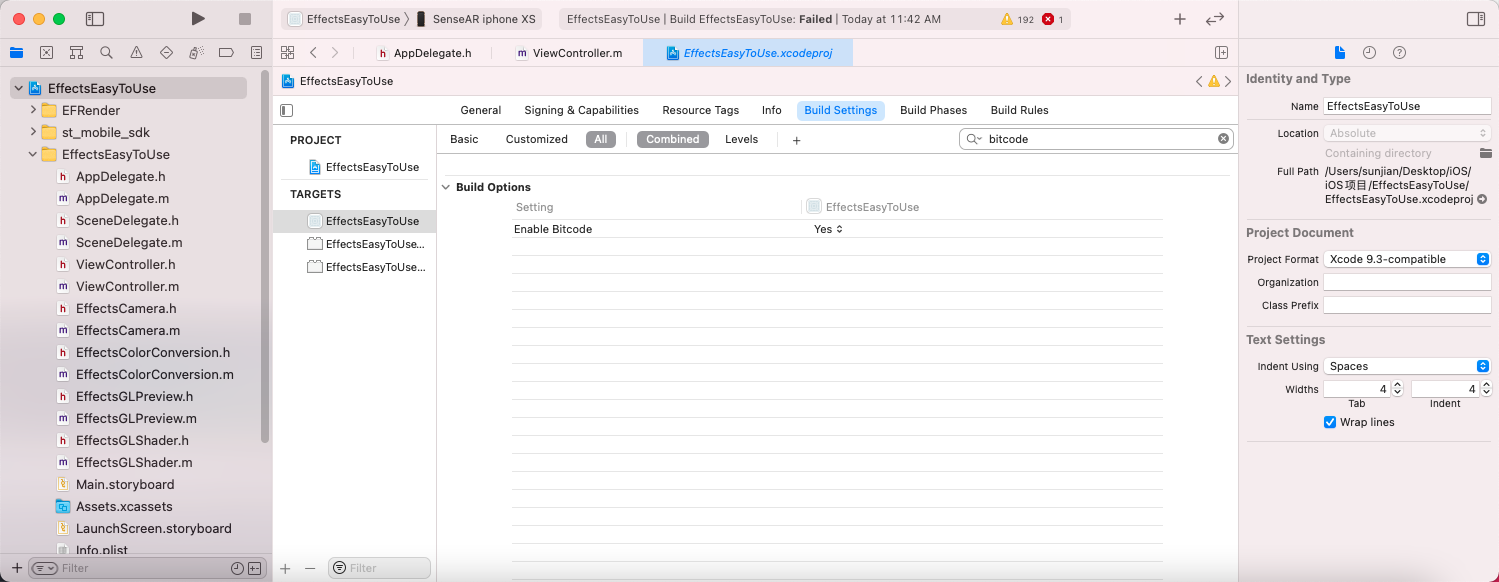 EffectsEasyToUse 〉 SenseAR iphone XS
EffectsEasyToUse | Build EffectsEasyToUse: Failed | Today at 11:42 AM 192 1
AppDelegate.h
ViewController.m
EffectsEasyToUse.xcodeproj
EffectsEasyToUse
EFRender
st_mobile_sdk
EffectsEasyToUse
AppDelegate.h
AppDelegate.m
SceneDelegate.h
SceneDelegate.m
ViewController.h
ViewController.m
EffectsCamera.h
EffectsCamera.m
EffectsColorConversion.h
EffectsColorConversion.m
EffectsGLPreview.h
EffectsGLPreview.m
EffectsGLShader.h
EffectsGLShader.m
Main.storyboard
Assets.xcassets
LaunchScreen.storyboard
Info.plist
Filter
EffectsEasyToUse
General Signing & Capabilities Resource Tags Info Build Settings Build Phases Build Rules
PROJECT
EffectsEasyToUse
TARGETS
EffectsEasyToUse
EffectsEasyToUse...
EffectsEasyToUse...
Filter
Basic Customized All Combined Levels + bitcode
Build Options
Setting EffectsEasyToUse
Enable Bitcode Yes
Identity and Type
Name EffectsEasyToUse
Location Absolute
Containing directory
Full Path /Users/sunjian/Desktop/iOS/
iOS项目/EffectsEasyToUse/
EffectsEasyToUse.xcodeproj
Project Document
Project Format Xcode 9.3-compatible
Organization
Class Prefix
Text Settings
Indent Using Spaces
Widths 4 4
Tab Indent
Wrap lines